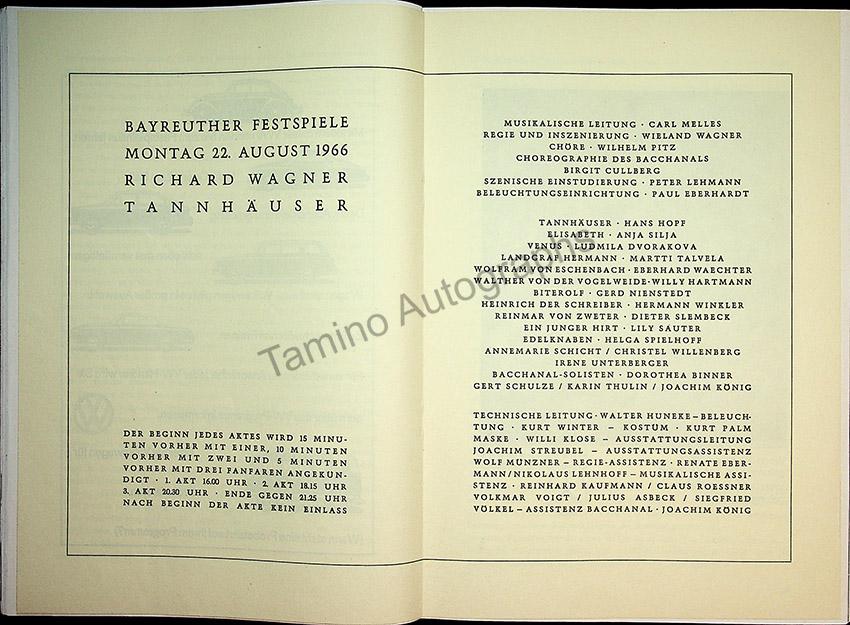 BAYREUTHER FESTSPIELE
MONTAG 22. AUGUST 1966
RICHARD WAGNER
TANNHÄUSER
DER BEGINN JEDES AKTES WIRD 15 MINU-
TEN VORHER MIT EINER, 10 MINUTEN
VORHER MIT ZWEI UND 5 MINUTEN
VORHER MIT DREI FANFAREN ANGEKÜN-
DIGT · 1. AKT 16.00 UHR · 2. AKT 18.15 UHR
3. AKT 20.30 UHR · ENDE GEGEN 21.25 UHR
NACH BEGINN DER AKTE KEIN EINLASS
MUSIKALISCHE LEITUNG · CARL MELLES
REGIE UND INSZENIERUNG · WIELAND WAGNER
CHÖRE · WILHELM PITZ
CHOREOGRAPHIE DES BACCHANALS
BIRGIT CULLBERG
SZENISCHE EINSTUDIERUNG · PETER LEHMANN
BELEUCHTUNGSEINRICHTUNG · PAUL EBERHARDT
TANNHÄUSER · HANS HOPF
ELISABETH · ANJA SILJA
VENUS · LUDMILA DVORAKOVA
LANDGRAF HERMANN · MARTTI TALVELA
WOLFRAM VON ESCHENBACH · EBERHARD WAECHTER
WALTHER VON DER VOGELWEIDE · WILLY HARTMANN
BITEROLF · GERD NIENSTEDT
HEINRICH DER SCHREIBER · HERMANN WINKLER
REINMAR VON ZWETER · DIETER SLEMBECK
EIN JUNGER HIRT · LILY SAUTER
EDELKNABEN · HELGA SPIELHOFF
ANNEMARIE SCHICHT / CHRISTEL WILLENBERG
IRENE UNTERBERGER
BACCHANAL-SOLISTEN · DOROTHEA BINNER
GERT SCHULZE / KARIN THULIN / JOACHIM KÖNIG
TECHNISCHE LEITUNG · WALTER HUNEKE – BELEUCH-
TUNG · KURT WINTER – KOSTUM · KURT PALM
MASKE · WILLI KLOSE – AUSSTATTUNGSLEITUNG
JOACHIM STREUBEL – AUSSTATTUNGSASSISTENZ
WOLF MÜNZNER – REGIE-ASSISTENZ · RENATE EBER-
MANN / NIKOLAUS LEHNHOFF – MUSIKALISCHE ASSI-
STENZ · REINHARD KAUFMANN / CLAUS ROESSNER
VOLKMAR VOIGT / JULIUS ASBECK / SIEGFRIED
VÖLKEL – ASSISTENZ BACCHANAL · JOACHIM KÖNIG
Tamino Autographs